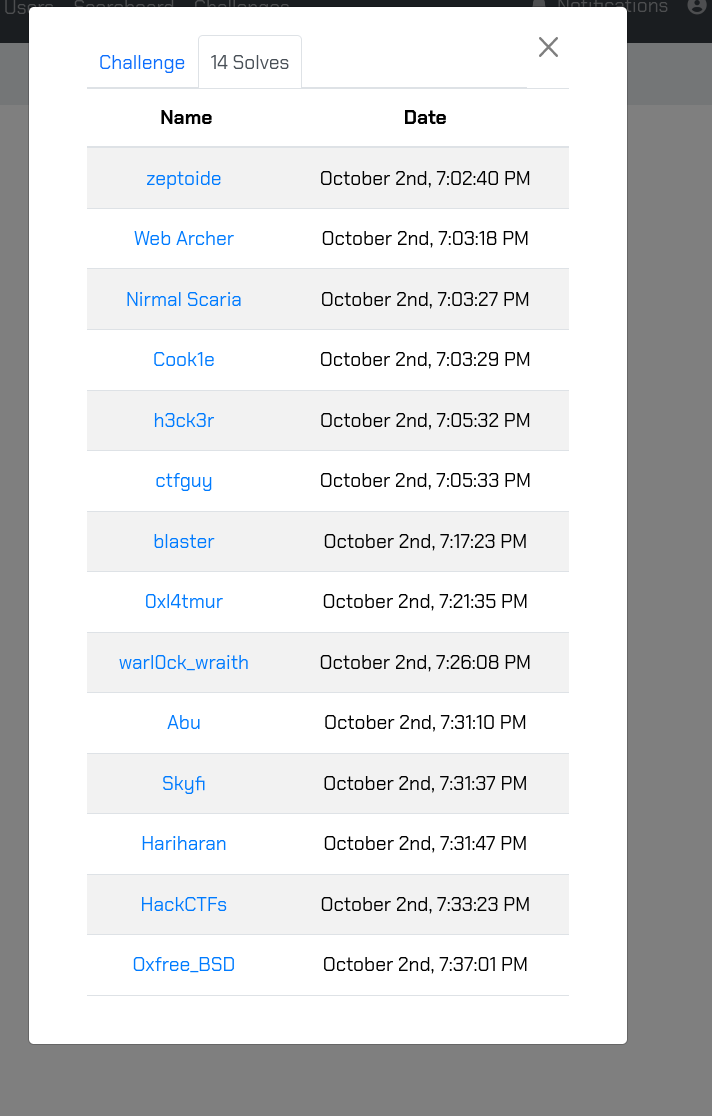 Users Scoreboard Challenges Notifications
Challenge 14 Solves
Name Date
zeptoide October 2nd, 7:02:40 PM
Web Archer October 2nd, 7:03:18 PM
Nirmal Scaria October 2nd, 7:03:27 PM
Cook1e October 2nd, 7:03:29 PM
h3ck3r October 2nd, 7:05:32 PM
ctfguy October 2nd, 7:05:33 PM
blaster October 2nd, 7:17:23 PM
0xl4tmur October 2nd, 7:21:35 PM
warl0ck_wraith October 2nd, 7:26:08 PM
Abu October 2nd, 7:31:10 PM
Skyfi October 2nd, 7:31:37 PM
Hariharan October 2nd, 7:31:47 PM
HackCTFs October 2nd, 7:33:23 PM
0xfree_BSD October 2nd, 7:37:01 PM